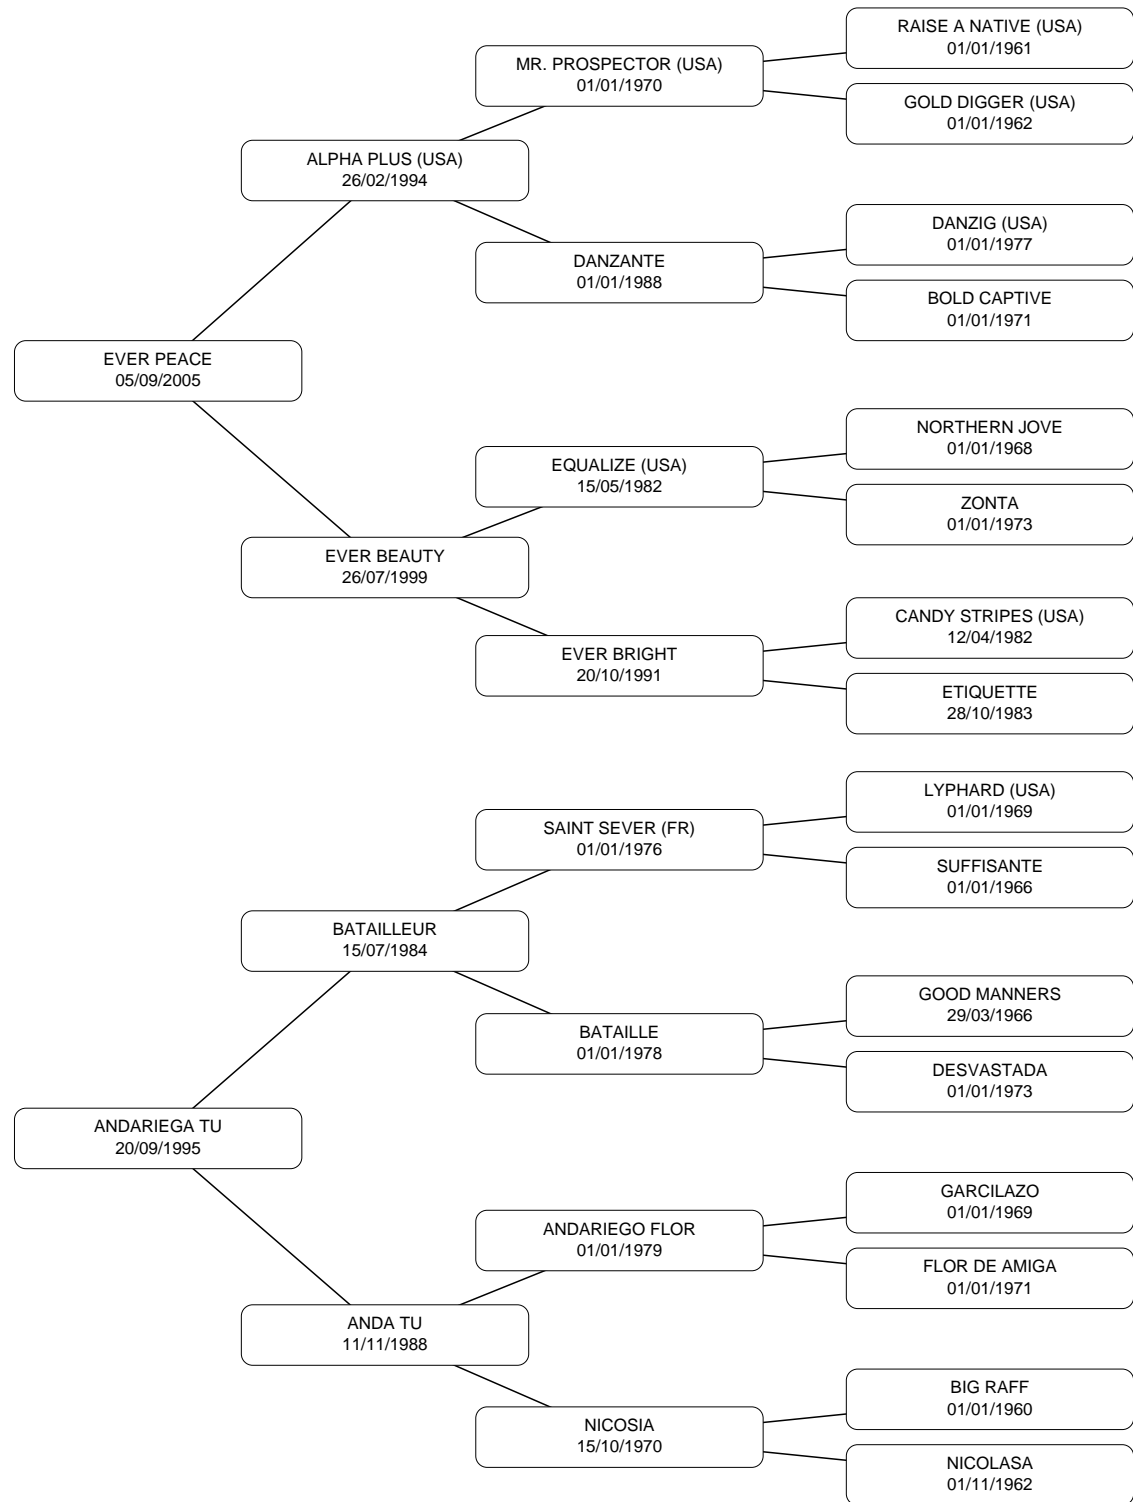 RAISE A NATIVE (USA)
01/01/1961
MR. PROSPECTOR (USA)
01/01/1970
GOLD DIGGER (USA)
01/01/1962
ALPHA PLUS (USA)
26/02/1994
DANZIG (USA)
01/01/1977
DANZANTE
01/01/1988
BOLD CAPTIVE
01/01/1971
EVER PEACE
05/09/2005
NORTHERN JOVE
01/01/1968
EQUALIZE (USA)
15/05/1982
ZONTA
01/01/1973
EVER BEAUTY
26/07/1999
CANDY STRIPES (USA)
12/04/1982
EVER BRIGHT
20/10/1991
ETIQUETTE
28/10/1983
LYPHARD (USA)
01/01/1969
SAINT SEVER (FR)
01/01/1976
SUFFISANTE
01/01/1966
BATAILLEUR
15/07/1984
GOOD MANNERS
29/03/1966
BATAILLE
01/01/1978
DESVASTADA
01/01/1973
ANDARIEGA TU
20/09/1995
GARCILAZO
01/01/1969
ANDARIEGO FLOR
01/01/1979
FLOR DE AMIGA
01/01/1971
ANDA TU
11/11/1988
BIG RAFF
01/01/1960
NICOSIA
15/10/1970
NICOLASA
01/11/1962